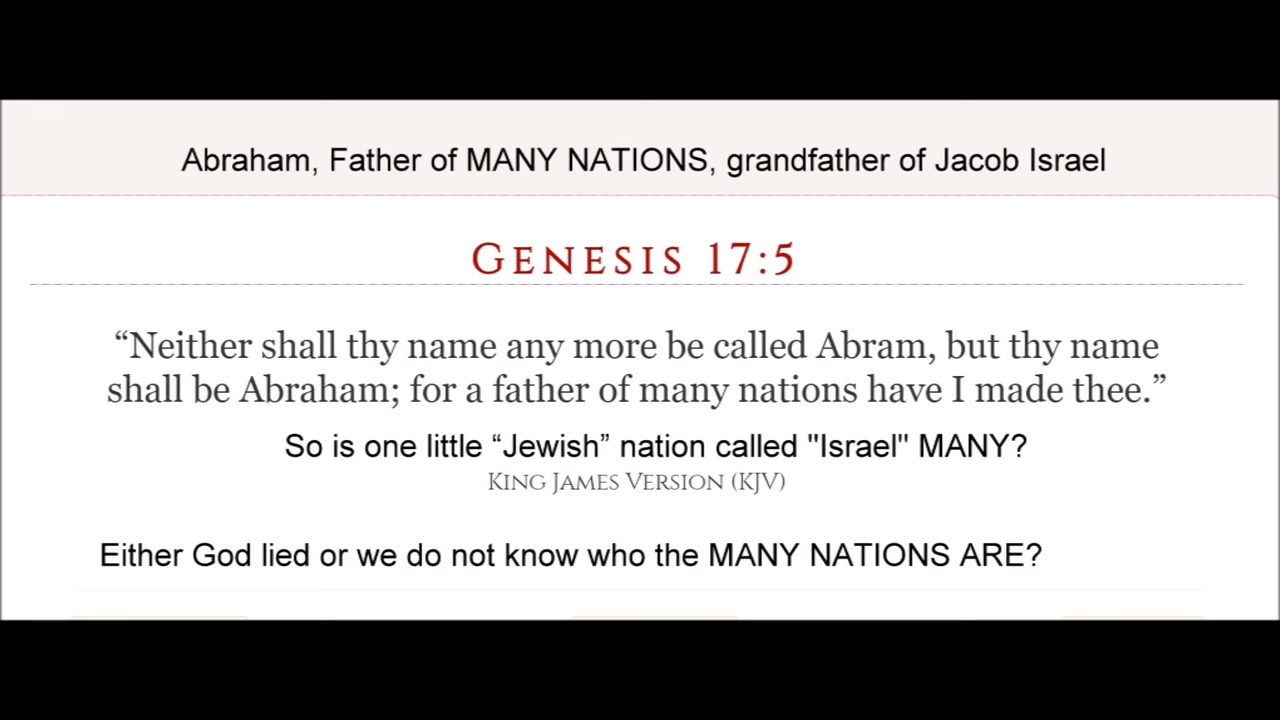 Abraham, Father of MANY NATIONS, grandfather of Jacob Israel
GENESIS 17:5
“Neither shall thy name any more be called Abram, but thy name
shall be Abraham; for a father of many nations have I made thee.”
So is one little “Jewish” nation called "Israel" MANY?
KING JAMES VERSION (KJV)
Either God lied or we do not know who the MANY NATIONS ARE?